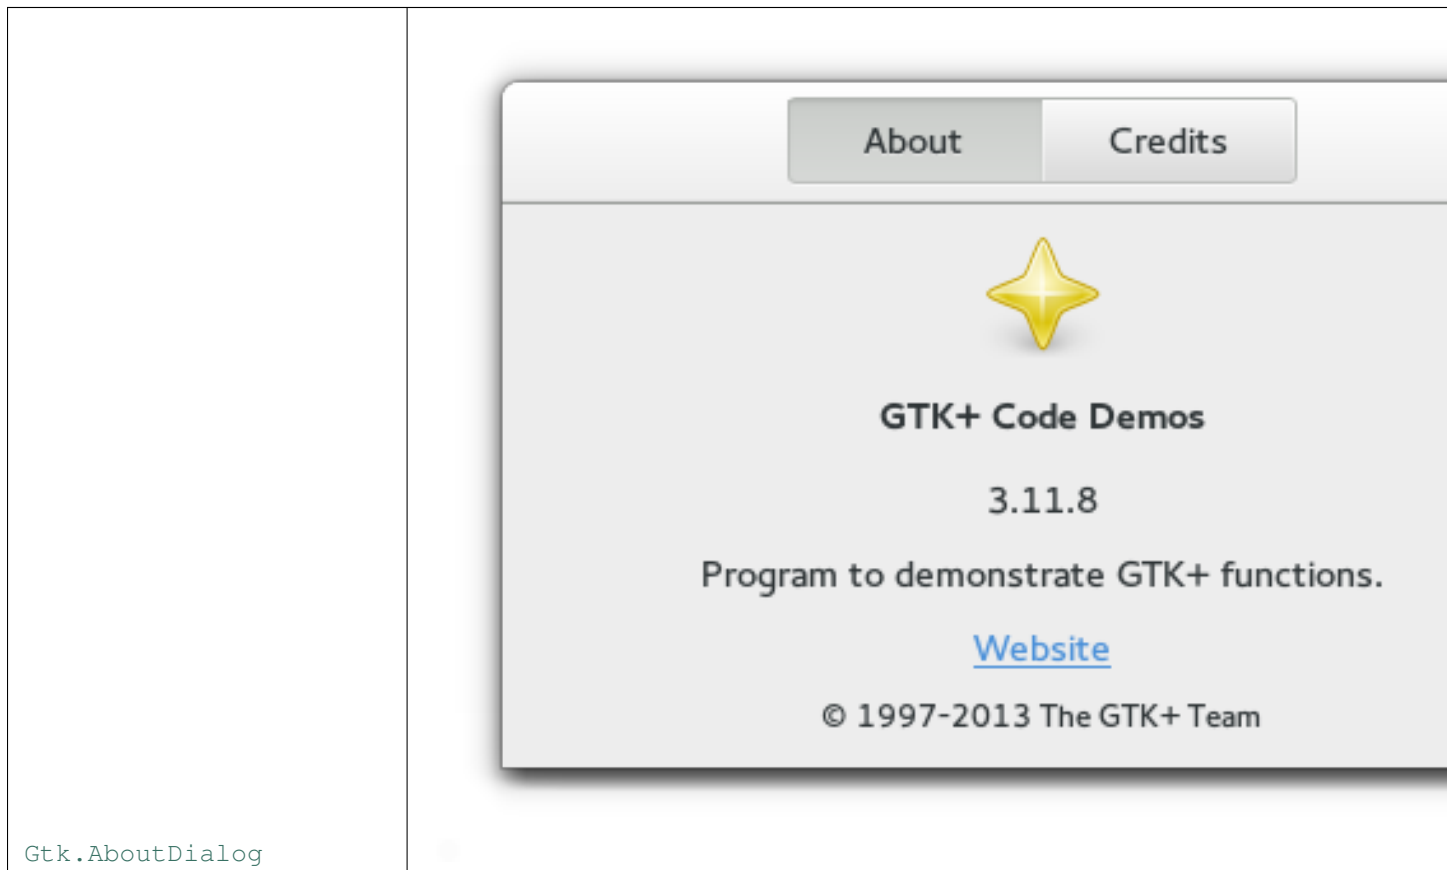 About Credits
GTK+ Code Demos
3.11.8
Program to demonstrate GTK+ functions.
Website
© 1997-2013 The GTK+ Team
Gtk.AboutDialog